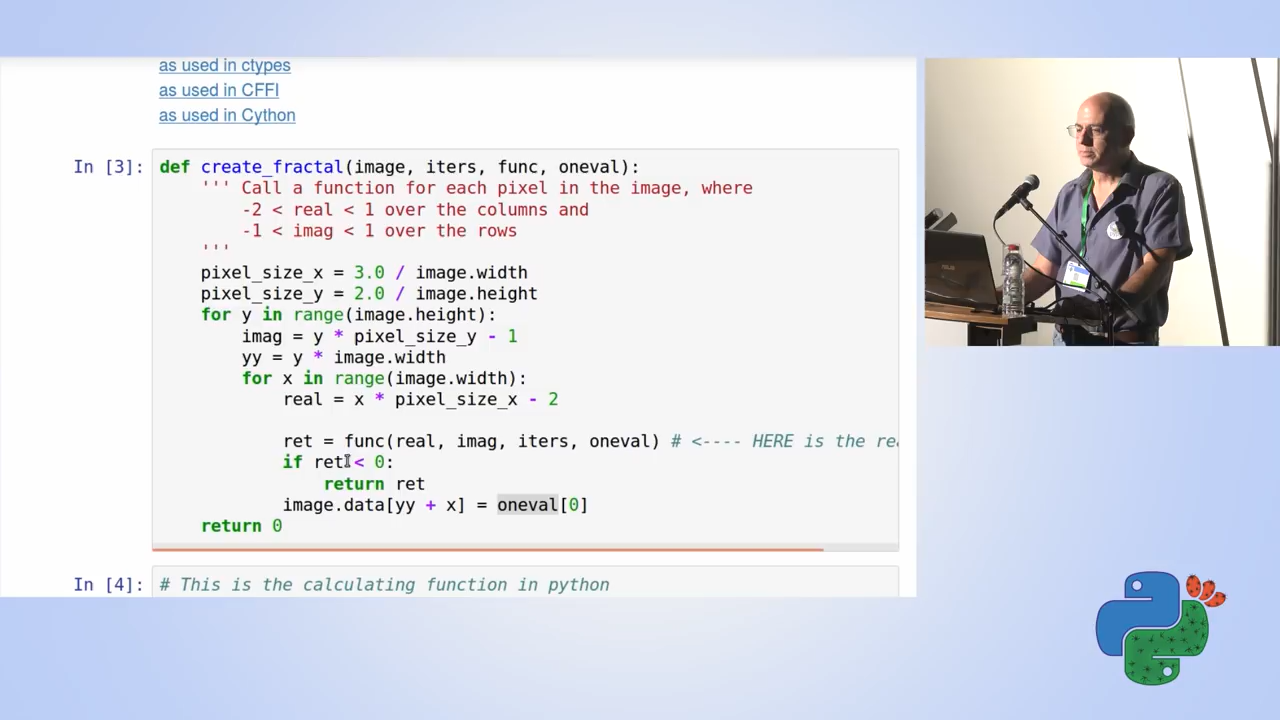 as used in ctypes
as used in CFFI
as used in Cython
In [3]:
def create_fractal(image, iters, func, oneval):
    ''' Call a function for each pixel in the image, where
        -2 < real < 1 over the columns and
        -1 < imag < 1 over the rows
    '''
    pixel_size_x = 3.0 / image.width
    pixel_size_y = 2.0 / image.height
    for y in range(image.height):
        imag = y * pixel_size_y - 1
        yy = y * image.width
        for x in range(image.width):
            real = x * pixel_size_x - 2
            ret = func(real, imag, iters, oneval) # <---- HERE is the
            if ret < 0:
                return ret
            image.data[yy + x] = oneval[0]
    return 0
In [4]:
# This is the calculating function in python